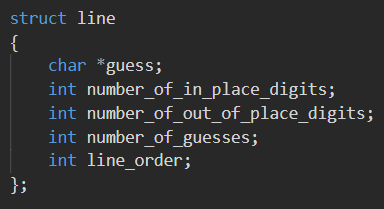 struct line
{
    char *guess;
    int number_of_in_place_digits;
    int number_of_out_of_place_digits;
    int number_of_guesses;
    int line_order;
};